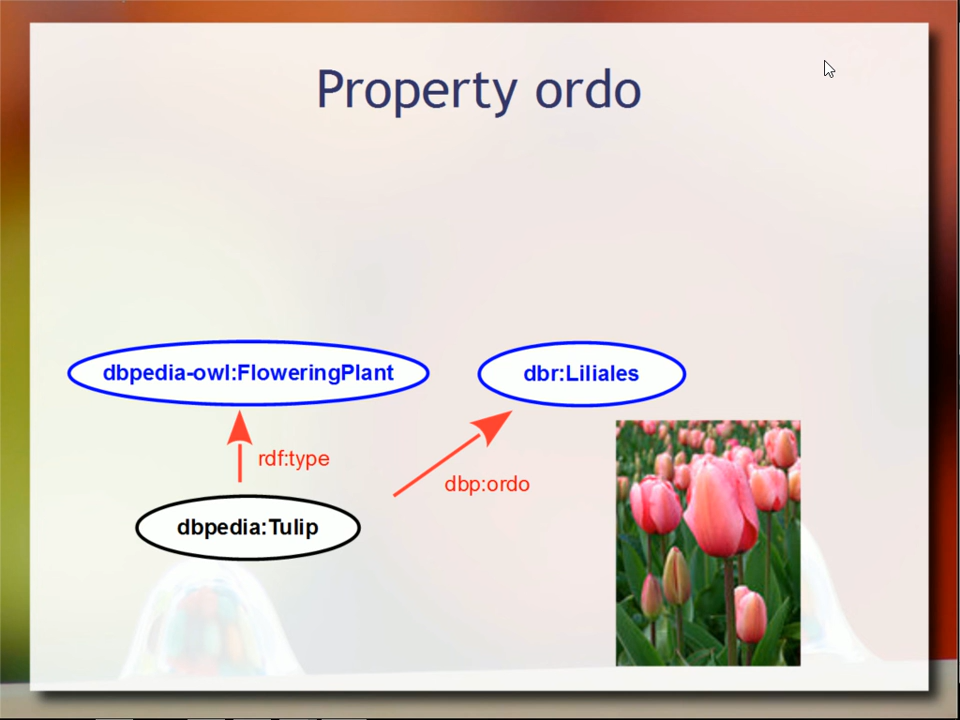 Property ordo
dbpedia-owl:FloweringPlant
dbr:Liliales
rdf:type
dbp:ordo
dbpedia:Tulip